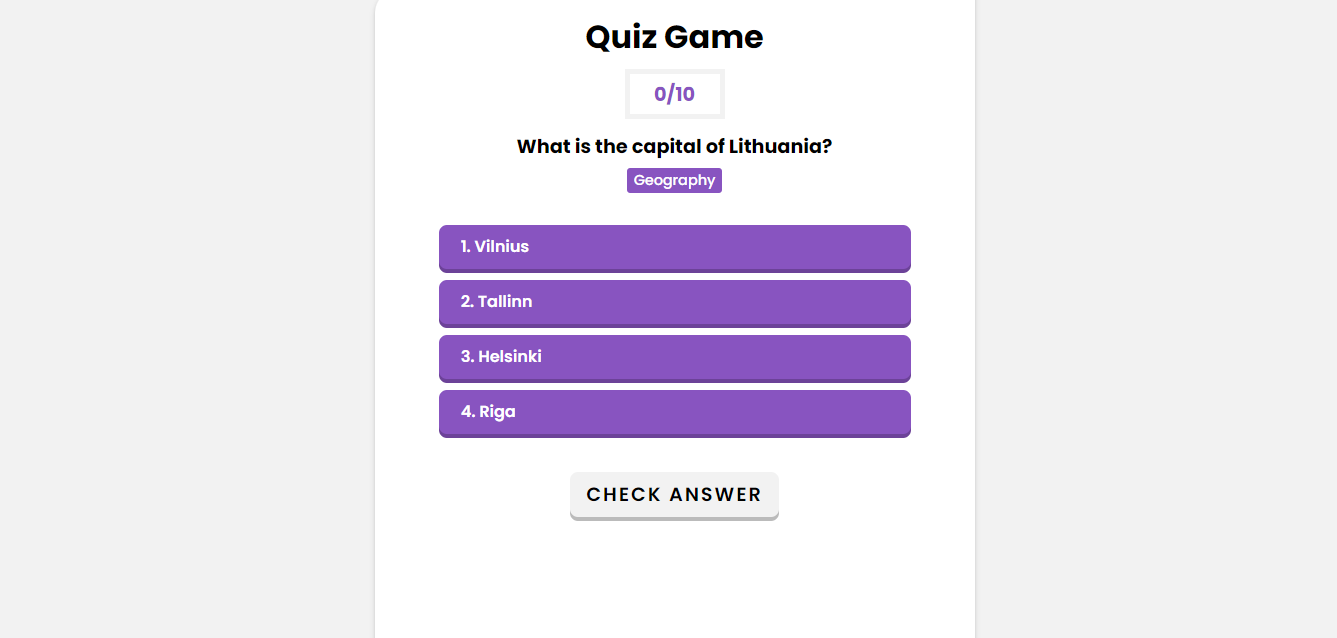 Quiz Game
0/10
What is the capital of Lithuania?
Geography
1. Vilnius
2. Tallinn
3. Helsinki
4. Riga
CHECK ANSWER